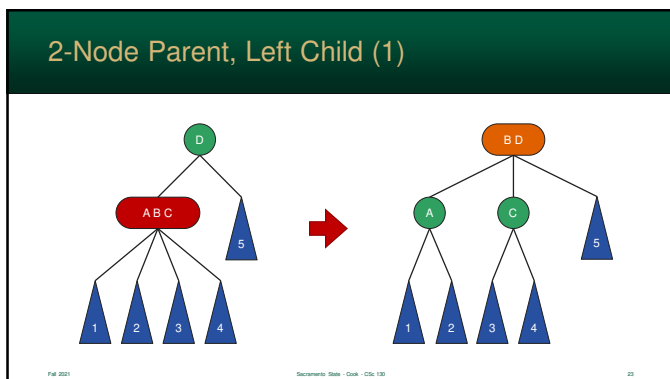 2-Node Parent, Left Child (1)
D
B D
A B C
A
C
5
5
1
2
3
4
1
2
3
4
Fall 2021
Sacramento State - Cook - CSc 130
23